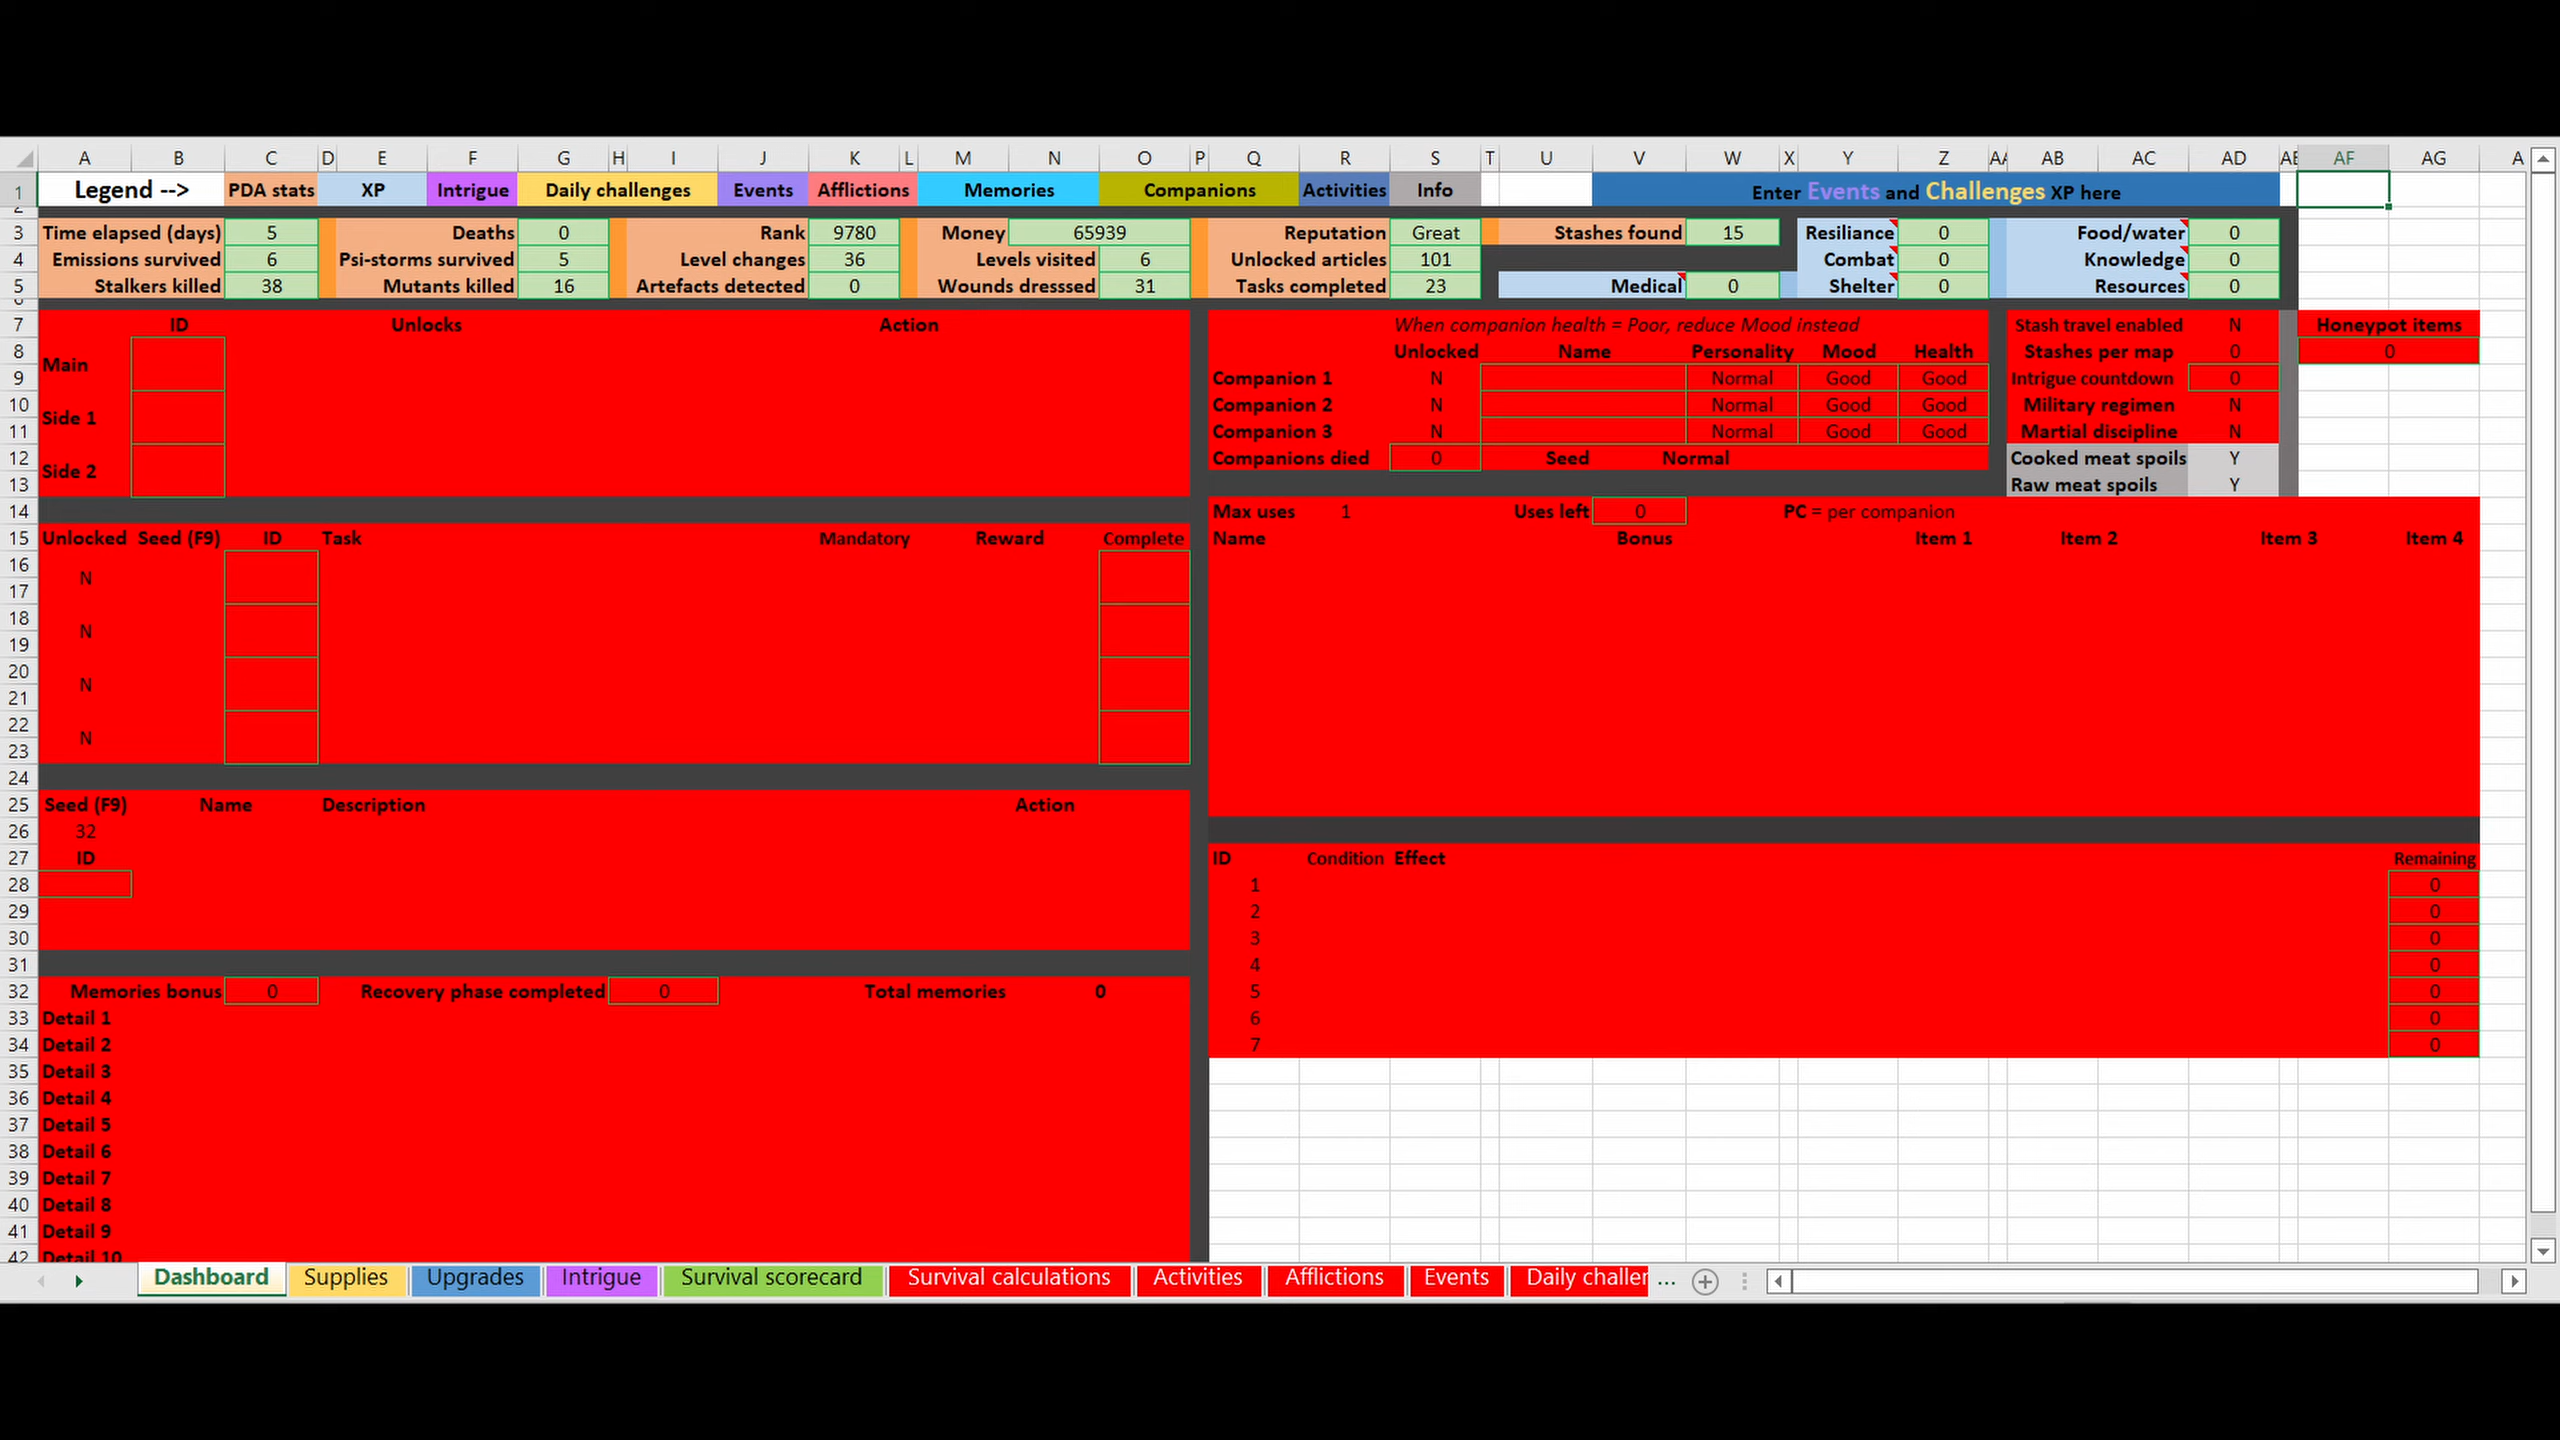 A B C D E F G H I J K L M N O P Q R S T U V W X Y Z AA AB AC AD AE AF AG A
1 Legend --> PDA stats XP Intrigue Daily challenges Events Afflictions Memories Companions Activities Info Enter Events and Challenges XP here
2
3 Time elapsed (days) 5 Deaths 0 Rank 9780 Money 65939 Reputation Great Stashes found 15 Resiliance 0 Food/water 0
4 Emissions survived 6 Psi-storms survived 5 Level changes 36 Levels visited 6 Unlocked articles 101 Combat 0 Knowledge 0
5 Stalkers killed 38 Mutants killed 16 Artefacts detected 0 Wounds dresssed 31 Tasks completed 23 Medical 0 Shelter 0 Resources 0
6
7 ID Unlocks Action When companion health = Poor, reduce Mood instead Stash travel enabled N Honeypot items
8 Main Unlocked Name Personality Mood Health Stashes per map 0 0
9 Companion 1 N Normal Good Good Intrigue countdown 0
10 Side 1 Companion 2 N Normal Good Good Military regimen N
11 Companion 3 N Normal Good Good Martial discipline N
12 Side 2 Companions died 0 Seed Normal Cooked meat spoils Y
13 Raw meat spoils Y
14 Max uses 1 Uses left 0 PC = per companion
15 Unlocked Seed (F9) ID Task Mandatory Reward Complete Name Bonus Item 1 Item 2 Item 3 Item 4
16 N
17
18 N
19
20 N
21
22 N
23
24
25 Seed (F9) Name Description Action
26 32
27 ID ID Condition Effect Remaining
28 1 0
29 2 0
30 3 0
31 4 0
32 Memories bonus 0 Recovery phase completed 0 Total memories 0 5 0
33 Detail 1 6 0
34 Detail 2 7 0
35 Detail 3
36 Detail 4
37 Detail 5
38 Detail 6
39 Detail 7
40 Detail 8
41 Detail 9
42 Detail 10
Dashboard Supplies Upgrades Intrigue Survival scorecard Survival calculations Activities Afflictions Events Daily challer ...